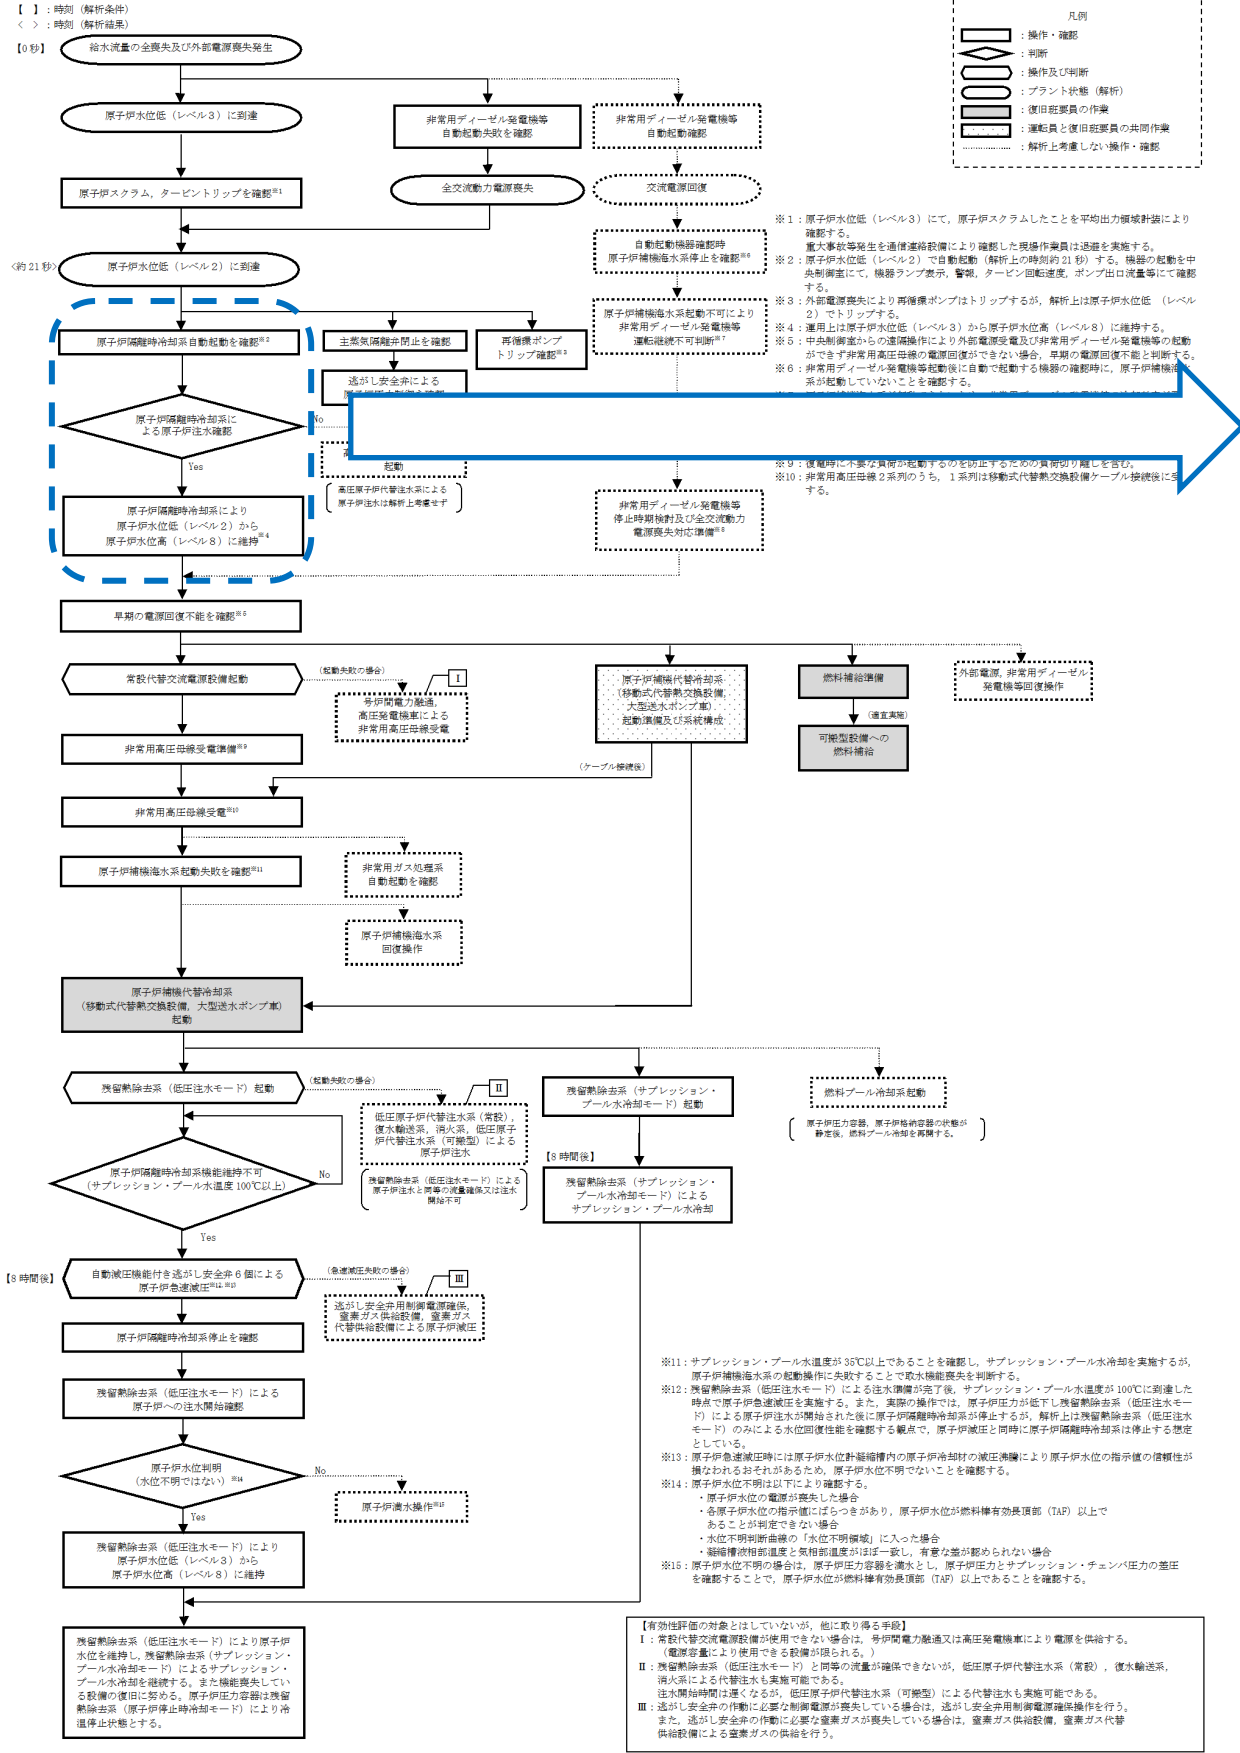 【 】：時刻（解析条件）
< >：時刻（解析結果）
【0秒】
給水流量の全喪失及び外部電源喪失発生
凡例
：操作・確認
：判断
：操作及び判断
：プラント状態（解析）
：復旧班要員の作業
：運転員と復旧班要員の共同作業
：解析上考慮しない操作・確認
原子炉水位低（レベル３）に到達
非常用ディーゼル発電機等
自動起動失敗を確認
非常用ディーゼル発電機等
自動起動確認
原子炉スクラム，タービントリップを確認※1
全交流動力電源喪失
交流電源回復
自動起動機器確認時
原子炉補機海水系停止を確認※6
<約21秒>
原子炉水位低（レベル２）に到達
※１：原子炉水位低（レベル３）にて，原子炉スクラムしたことを平均出力領域計装により
確認する。
重大事故等発生を通信連絡設備により確認した現場作業員は退避を実施する。
※２：原子炉水位低（レベル２）で自動起動（解析上の時刻約21秒）する。機器の起動を中
央制御室にて，機器ランプ表示，警報，タービン回転速度，ポンプ出口流量等にて確認
する。
※３：外部電源喪失により再循環ポンプはトリップするが，解析上は原子炉水位低 （レベル
２）でトリップする。
※４：運用上は原子炉水位低（レベル３）から原子炉水位高（レベル８）に維持する。
※５：中央制御室からの遠隔操作により外部電源受電及び非常用ディーゼル発電機等の起動
ができず非常用高圧母線の電源回復ができない場合，早期の電源回復不能と判断する。
※６：非常用ディーゼル発電機等起動後に自動で起動する機器の確認時に，原子炉補機海
系が起動していないことを確認する。
※９：復電時に不要な負荷が起動するのを防止するための負荷切り離しを含む。
※10：非常用高圧母線２系列のうち，１系列は移動式代替熱交換設備ケーブル接続後に受
する。
原子炉隔離時冷却系自動起動を確認※2
主蒸気隔離弁閉止を確認
再循環ポンプ
トリップ確認※3
原子炉補機海水系起動不可により
非常用ディーゼル発電機等
運転継続不可判断※7
逃がし安全弁による
原子炉隔離時冷却系に
よる原子炉注水確認
No
Yes
起動
高圧原子炉代替注水系による
原子炉注水は解析上考慮せず
原子炉隔離時冷却系により
原子炉水位低（レベル２）から
原子炉水位高（レベル８）に維持※4
非常用ディーゼル発電機等
停止時期検討及び全交流動力
電源喪失対応準備※8
早期の電源回復不能を確認※5
常設代替交流電源設備起動
（起動失敗の場合）
Ⅰ
号炉間電力融通，
高圧発電機車による
非常用高圧母線受電
原子炉補機代替冷却系
（移動式代替熱交換設備，
大型送水ポンプ車）
起動準備及び系統構成
燃料補給準備
（適宜実施）
可搬型設備への
燃料補給
外部電源，非常用ディーゼル
発電機等回復操作
非常用高圧母線受電準備※9
（ケーブル接続後）
非常用高圧母線受電※10
原子炉補機海水系起動失敗を確認※11
非常用ガス処理系
自動起動を確認
原子炉補機海水系
回復操作
原子炉補機代替冷却系
（移動式代替熱交換設備，大型送水ポンプ車）
起動
残留熱除去系（低圧注水モード）起動
（起動失敗の場合）
Ⅱ
低圧原子炉代替注水系（常設），
復水輸送系，消火系，低圧原子
炉代替注水系（可搬型）による
原子炉注水
残留熱除去系（低圧注水モード）による
原子炉注水と同等の流量確保又は注水
開始不可
残留熱除去系（サプレッション・
プール水冷却モード）起動
燃料プール冷却系起動
原子炉圧力容器，原子炉格納容器の状態が
静定後，燃料プール冷却を再開する。
【8時間後】
残留熱除去系（サプレッション・
プール水冷却モード）による
サプレッション・プール水冷却
原子炉隔離時冷却系機能維持不可
（サプレッション・プール水温度100℃以上）
No
Yes
【8時間後】
自動減圧機能付き逃がし安全弁６個による
原子炉急速減圧※12，※13
（急速減圧失敗の場合）
Ⅲ
逃がし安全弁用制御電源確保，
窒素ガス供給設備，窒素ガス
代替供給設備による原子炉減圧
原子炉隔離時冷却系停止を確認
残留熱除去系（低圧注水モード）による
原子炉への注水開始確認
原子炉水位判明
（水位不明ではない）※14
No
Yes
原子炉満水操作※15
残留熱除去系（低圧注水モード）により
原子炉水位低（レベル３）から
原子炉水位高（レベル８）に維持
残留熱除去系（低圧注水モード）により原子炉
水位を維持し，残留熱除去系（サプレッション・
プール水冷却モード）によるサプレッション・
プール水冷却を継続する。また機能喪失してい
る設備の復旧に努める。原子炉圧力容器は残留
熱除去系（原子炉停止時冷却モード）により冷
温停止状態とする。
※11：サプレッション・プール水温度が35℃以上であることを確認し，サプレッション・プール水冷却を実施するが，
原子炉補機海水系の起動操作に失敗することで取水機能喪失を判断する。
※12：残留熱除去系（低圧注水モード）による注水準備が完了後，サプレッション・プール水温度が100℃に到達した
時点で原子炉急速減圧を実施する。また，実際の操作では，原子炉圧力が低下し残留熱除去系（低圧注水モー
ド）による原子炉注水が開始された後に原子炉隔離時冷却系が停止するが，解析上は残留熱除去系（低圧注水
モード）のみによる水位回復性能を確認する観点で，原子炉減圧と同時に原子炉隔離時冷却系は停止する想定
としている。
※13：原子炉急速減圧時には原子炉水位計凝縮槽内の原子炉冷却材の減圧沸騰により原子炉水位の指示値の信頼性が
損なわれるおそれがあるため，原子炉水位不明でないことを確認する。
※14：原子炉水位不明は以下により確認する。
・原子炉水位の電源が喪失した場合
・各原子炉水位の指示値にばらつきがあり，原子炉水位が燃料棒有効長頂部（TAF）以上で
あることが判定できない場合
・水位不明判断曲線の「水位不明領域」に入った場合
・凝縮槽液相部温度と気相部温度がほぼ一致し，有意な差が認められない場合
※15：原子炉水位不明の場合は，原子炉圧力容器を満水とし，原子炉圧力とサプレッション・チェンバ圧力の差圧
を確認することで，原子炉水位が燃料棒有効長頂部（TAF）以上であることを確認する。
【有効性評価の対象とはしていないが，他に取り得る手段】
Ⅰ：常設代替交流電源設備が使用できない場合は，号炉間電力融通又は高圧発電機車により電源を供給する。
（電源容量により使用できる設備が限られる。）
Ⅱ：残留熱除去系（低圧注水モード）と同等の流量が確保できないが，低圧原子炉代替注水系（常設），復水輸送系，
消火系による代替注水も実施可能である。
注水開始時間は遅くなるが，低圧原子炉代替注水系（可搬型）による代替注水も実施可能である。
Ⅲ：逃がし安全弁の作動に必要な制御電源が喪失している場合は，逃がし安全弁用制御電源確保操作を行う。
また，逃がし安全弁の作動に必要な窒素ガスが喪失している場合は，窒素ガス供給設備，窒素ガス代替
供給設備による窒素ガスの供給を行う。